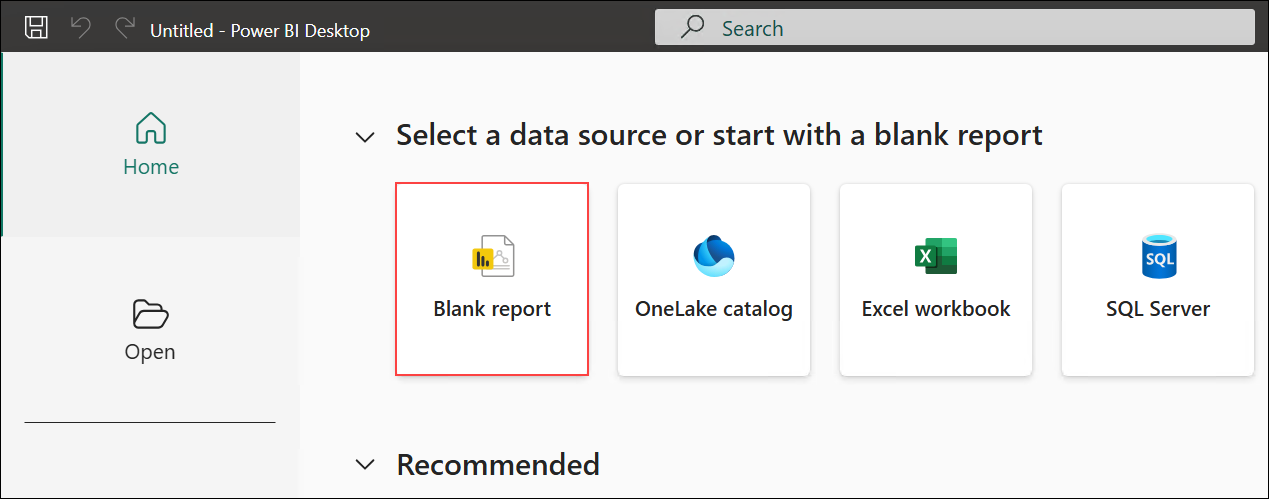 Untitled - Power BI Desktop
Search
Home
Open
Select a data source or start with a blank report
Blank report
OneLake catalog
X
Excel workbook
SQL
SQL Server
Recommended